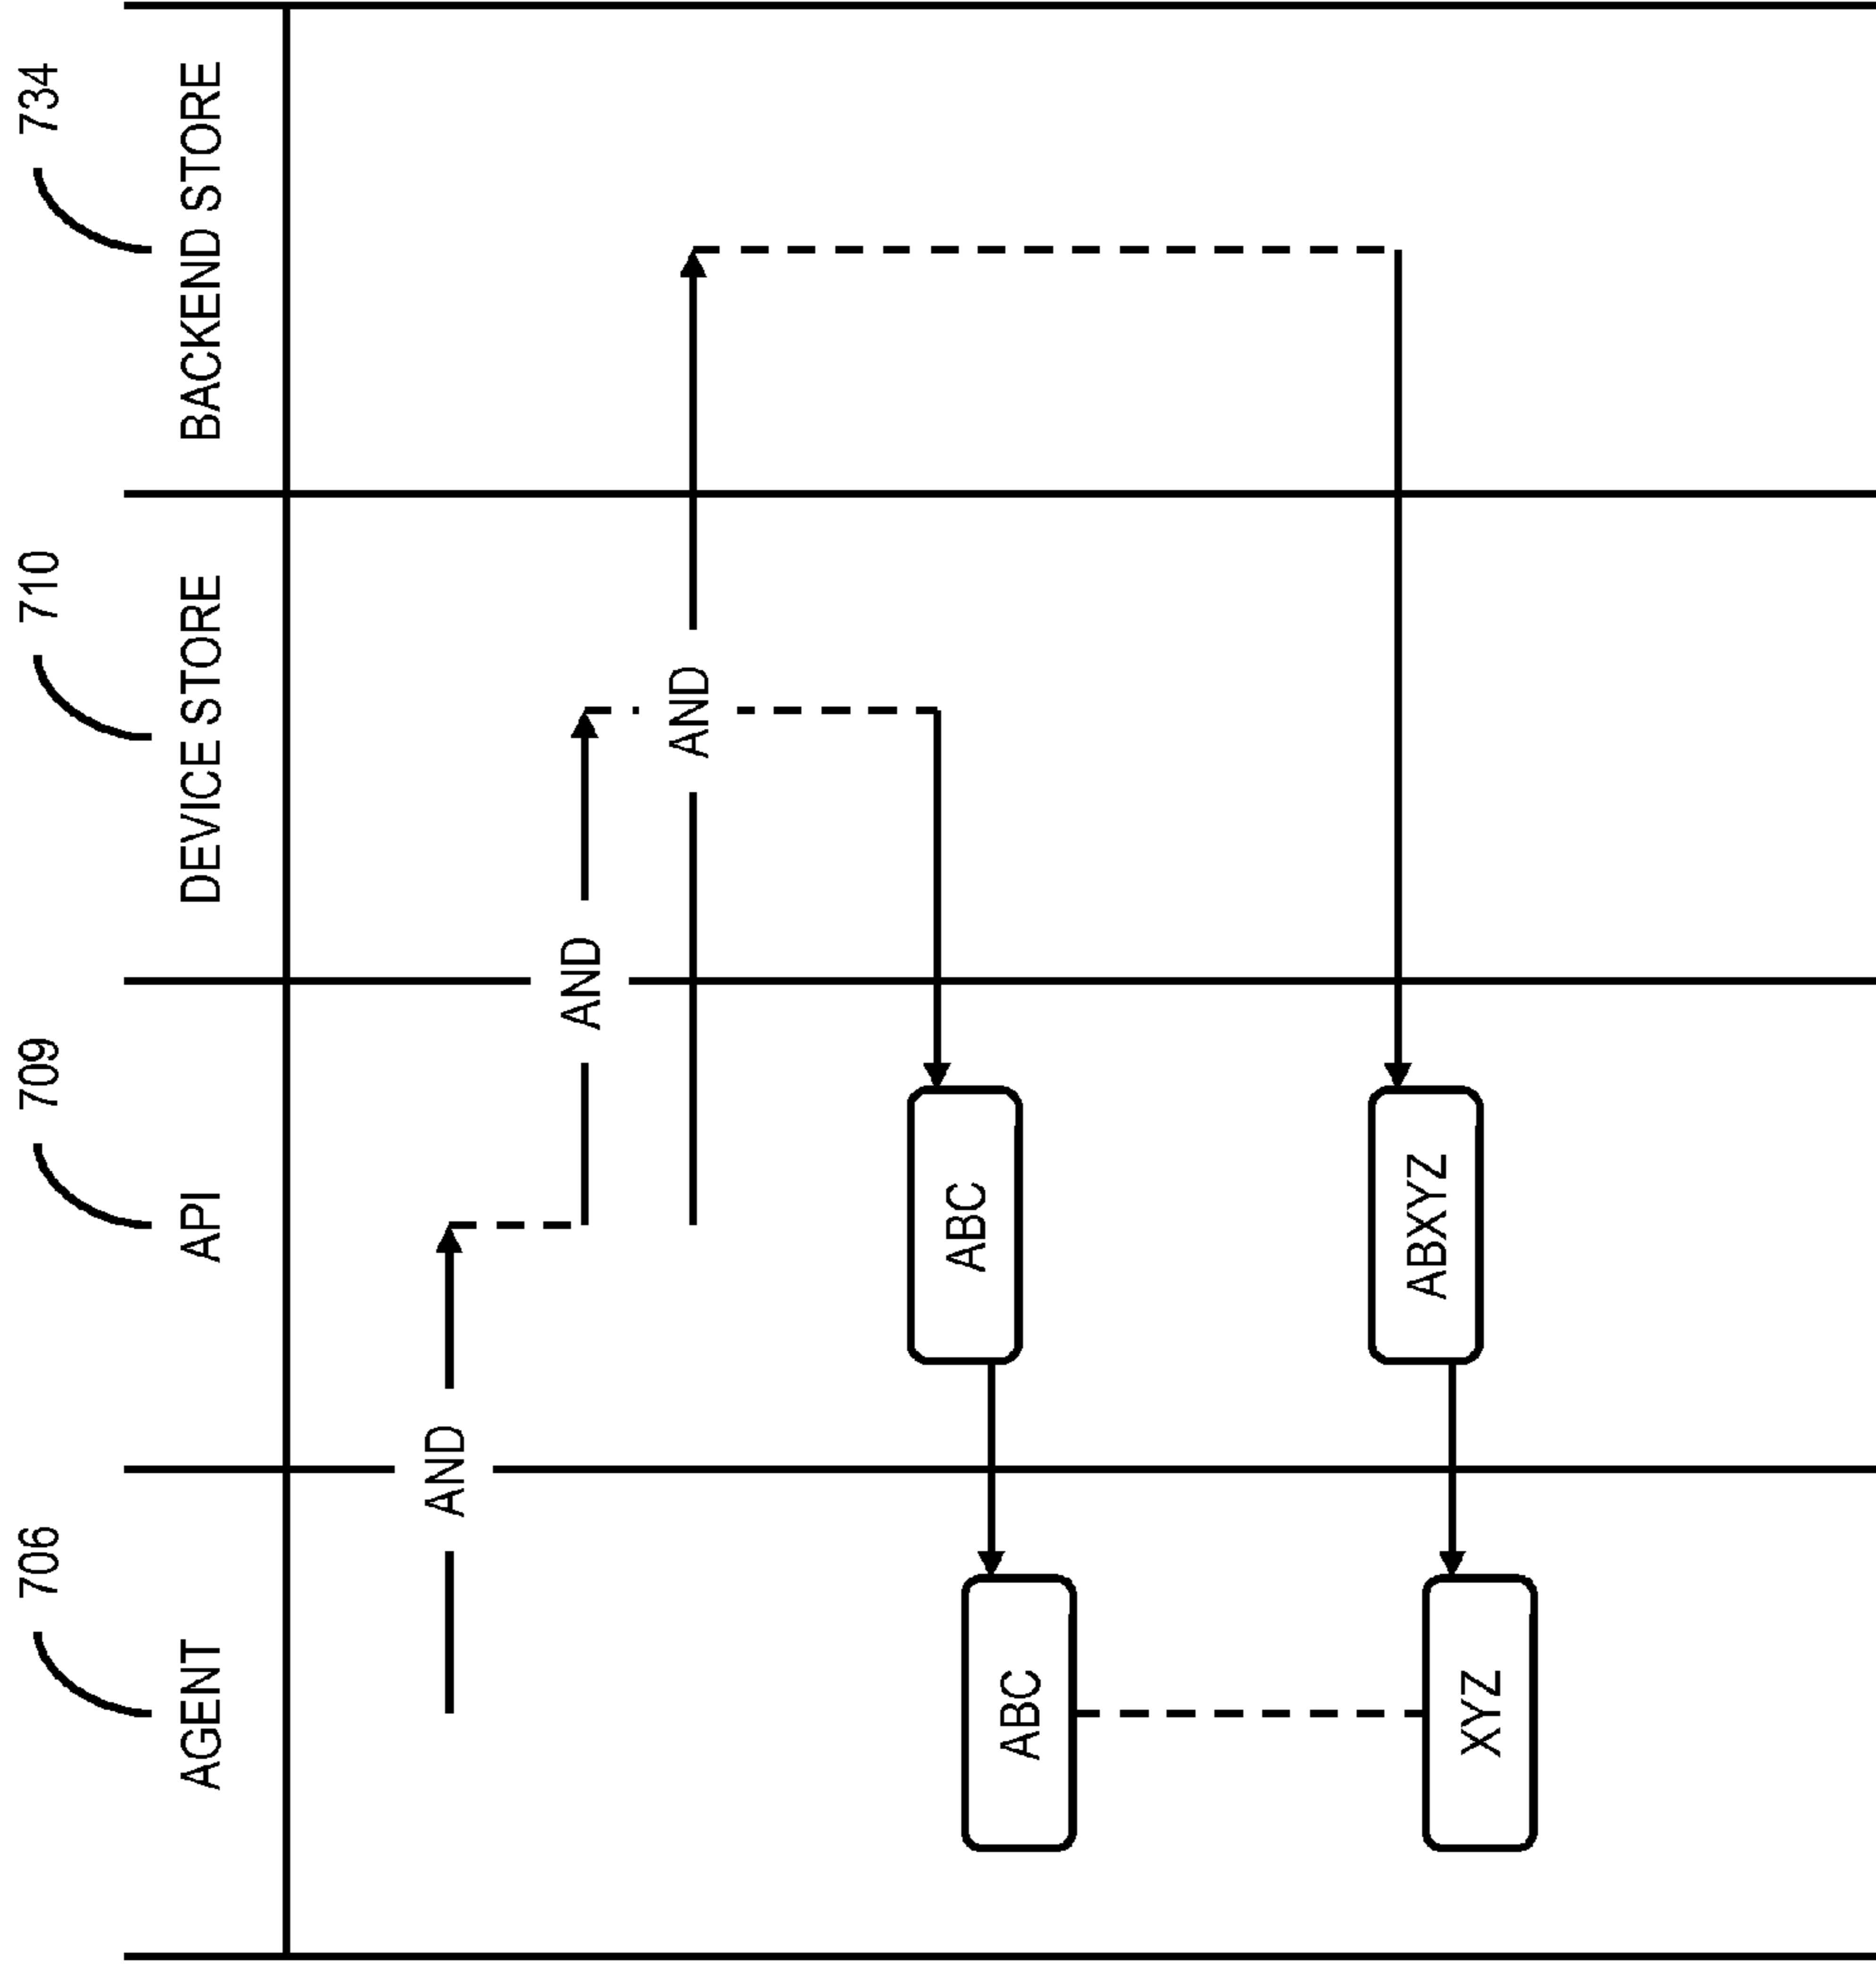 706
709
710
734
AGENT
API
DEVICE STORE
BACKEND STORE
AND
AND
AND
ABC
ABC
ABXYZ
XYZ